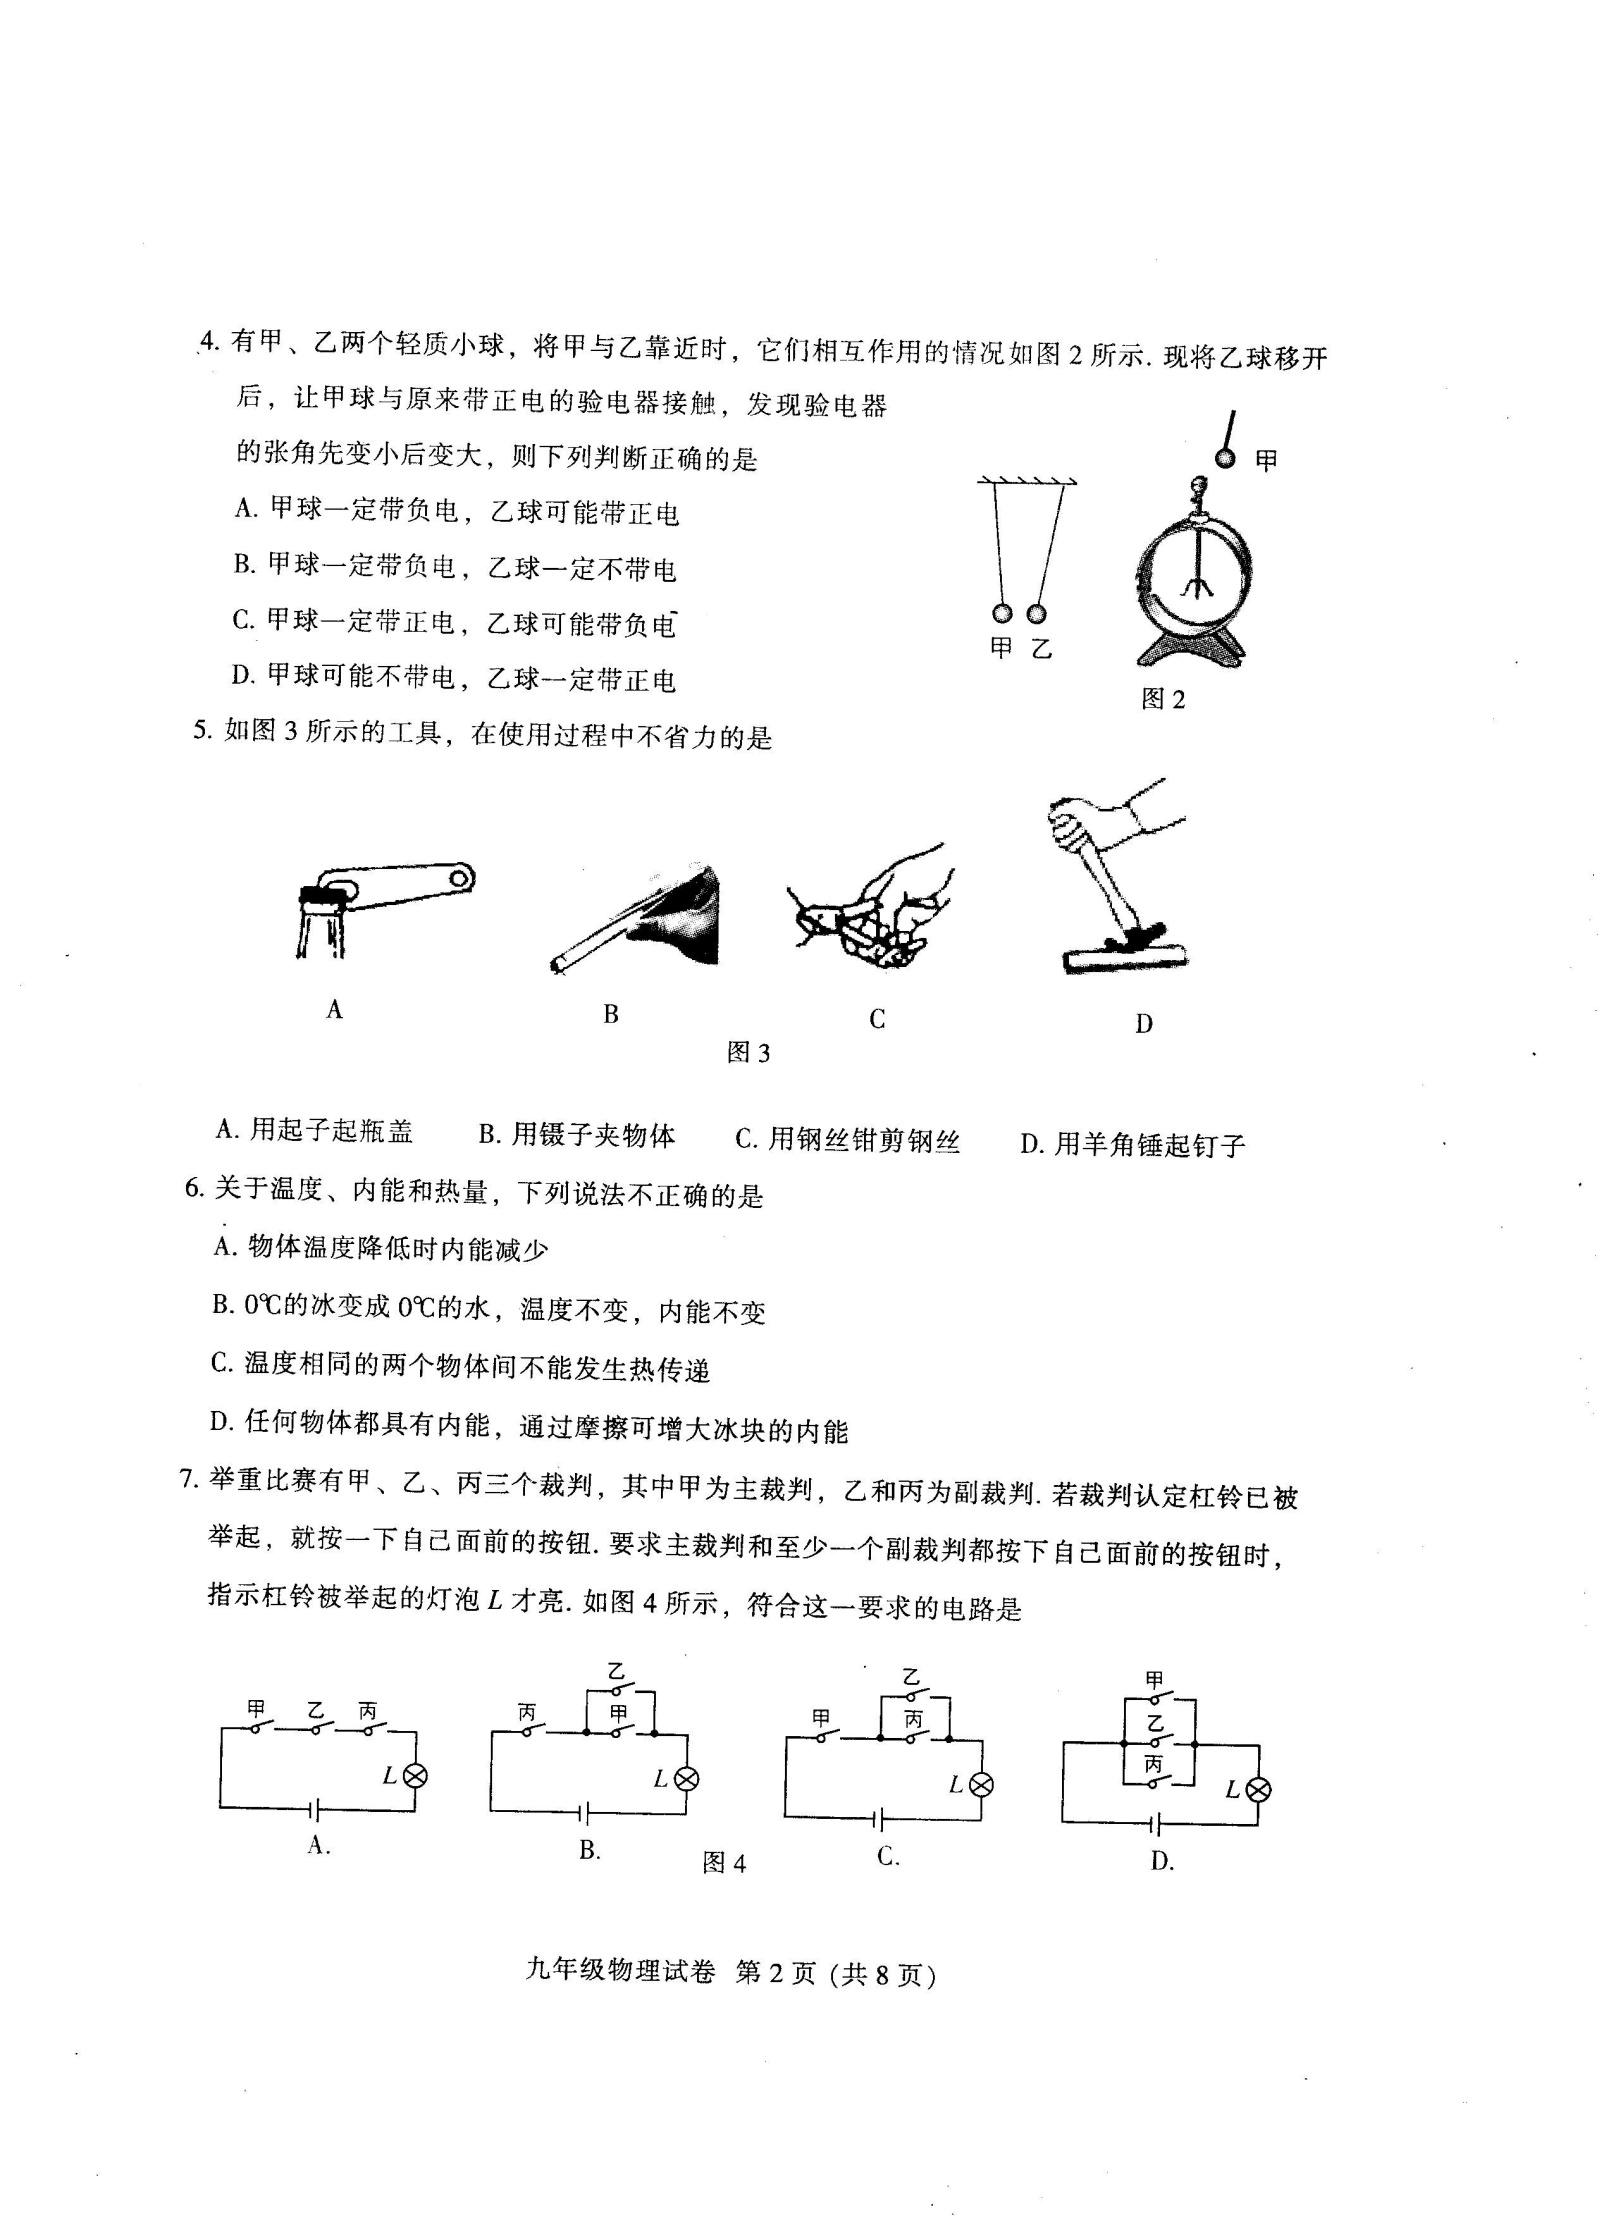 4. 有甲、乙两个轻质小球，将甲与乙靠近时，它们相互作用的情况如图 2 所示. 现将乙球移开
后，让甲球与原来带正电的验电器接触，发现验电器
的张角先变小后变大，则下列判断正确的是
A. 甲球一定带负电，乙球可能带正电
B. 甲球一定带负电，乙球一定不带电
C. 甲球一定带正电，乙球可能带负电
D. 甲球可能不带电，乙球一定带正电
甲
甲 乙
图 2
5. 如图 3 所示的工具，在使用过程中不省力的是
A B C D
图 3
A. 用起子起瓶盖 B. 用镊子夹物体 C. 用钢丝钳剪钢丝 D. 用羊角锤起钉子
6. 关于温度、内能和热量，下列说法不正确的是
A. 物体温度降低时内能减少
B. 0℃的冰变成 0℃的水，温度不变，内能不变
C. 温度相同的两个物体间不能发生热传递
D. 任何物体都具有内能，通过摩擦可增大冰块的内能
7. 举重比赛有甲、乙、丙三个裁判，其中甲为主裁判，乙和丙为副裁判. 若裁判认定杠铃已被
举起，就按一下自己面前的按钮. 要求主裁判和至少一个副裁判都按下自己面前的按钮时，
指示杠铃被举起的灯泡 L 才亮. 如图 4 所示，符合这一要求的电路是
甲 乙 丙
L
A.
乙
丙 甲
L
B.
乙
甲 丙
L
C.
甲
乙
丙
L
D.
图 4
九年级物理试卷 第 2 页 (共 8 页)